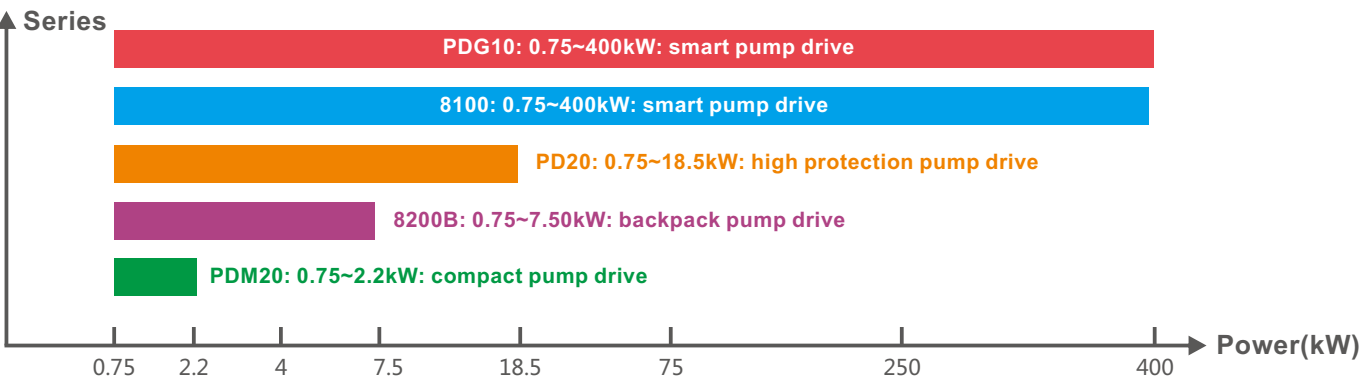 Series
PDG10: 0.75~400kW: smart pump drive
8100: 0.75~400kW: smart pump drive
PD20: 0.75~18.5kW: high protection pump drive
8200B: 0.75~7.50kW: backpack pump drive
PDM20: 0.75~2.2kW: compact pump drive
0.75 2.2 4 7.5 18.5 75 250 400
Power(kW)